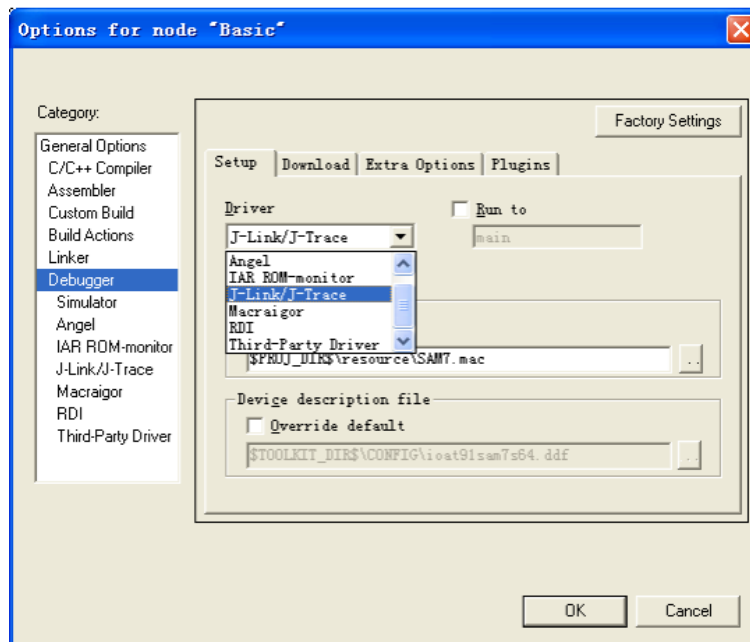 Options for node "Basic"
Category:
General Options
C/C++ Compiler
Assembler
Custom Build
Build Actions
Linker
Debugger
Simulator
Angel
IAR ROM-monitor
J-Link/J-Trace
Macraigor
RDI
Third-Party Driver
Factory Settings
Setup Download Extra Options Plugins
Driver
Run to
J-Link/J-Trace
main
Angel
IAR ROM-monitor
J-Link/J-Trace
Macraigor
RDI
Third-Party Driver
$PROJ_DIR$\resource\SAM7.mac
..
Device description file
Override default
$TOOLKIT_DIR$\CONFIG\ioat91sam7s64.ddf
..
OK Cancel